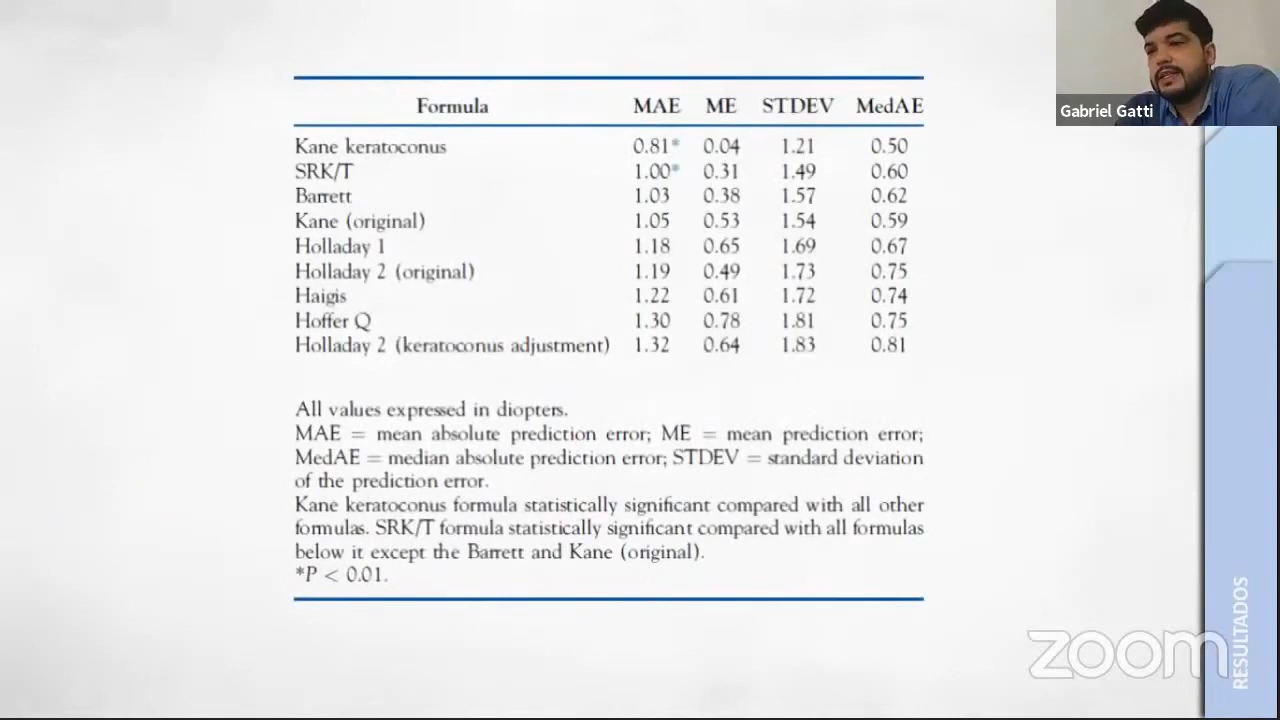 Formula MAE ME STDEV MedAE
Kane keratoconus 0.81* 0.04 1.21 0.50
SRK/T 1.00* 0.31 1.49 0.60
Barrett 1.03 0.38 1.57 0.62
Kane (original) 1.05 0.53 1.54 0.59
Holladay 1 1.18 0.65 1.69 0.67
Holladay 2 (original) 1.19 0.49 1.73 0.75
Haigis 1.22 0.61 1.72 0.74
Hoffer Q 1.30 0.78 1.81 0.75
Holladay 2 (keratoconus adjustment) 1.32 0.64 1.83 0.81
All values expressed in diopters.
MAE = mean absolute prediction error; ME = mean prediction error;
MedAE = median absolute prediction error; STDEV = standard deviation
of the prediction error.
Kane keratoconus formula statistically significant compared with all other
formulas. SRK/T formula statistically significant compared with all formulas
below it except the Barrett and Kane (original).
*P < 0.01.
Gabriel Gatti
RESULTADOS
zoom